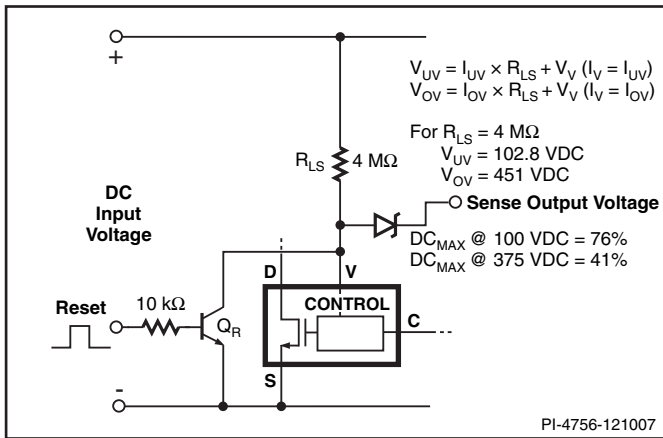 +
V_UV = I_UV × R_LS + V_V (I_V = I_UV)
V_OV = I_OV × R_LS + V_V (I_V = I_OV)
For R_LS = 4 MΩ
V_UV = 102.8 VDC
V_OV = 451 VDC
R_LS 4 MΩ
DC
Input
Voltage
Sense Output Voltage
DC_MAX @ 100 VDC = 76%
DC_MAX @ 375 VDC = 41%
D V
CONTROL
C
Reset
10 kΩ
Q_R
S
-
PI-4756-121007